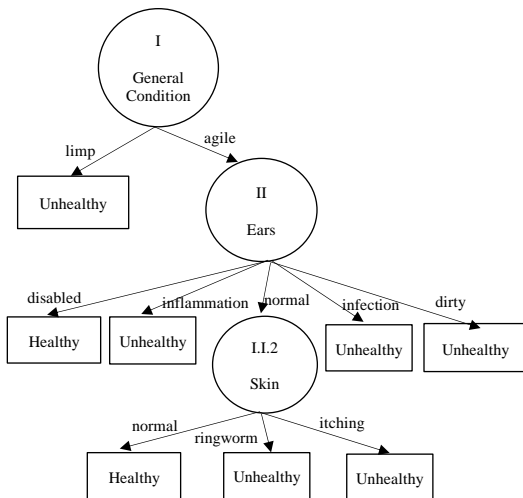 I
General
Condition
limp
agile
Unhealthy
II
Ears
disabled
inflammation
normal
infection
dirty
Healthy
Unhealthy
I.I.2
Skin
Unhealthy
Unhealthy
normal
ringworm
itching
Healthy
Unhealthy
Unhealthy